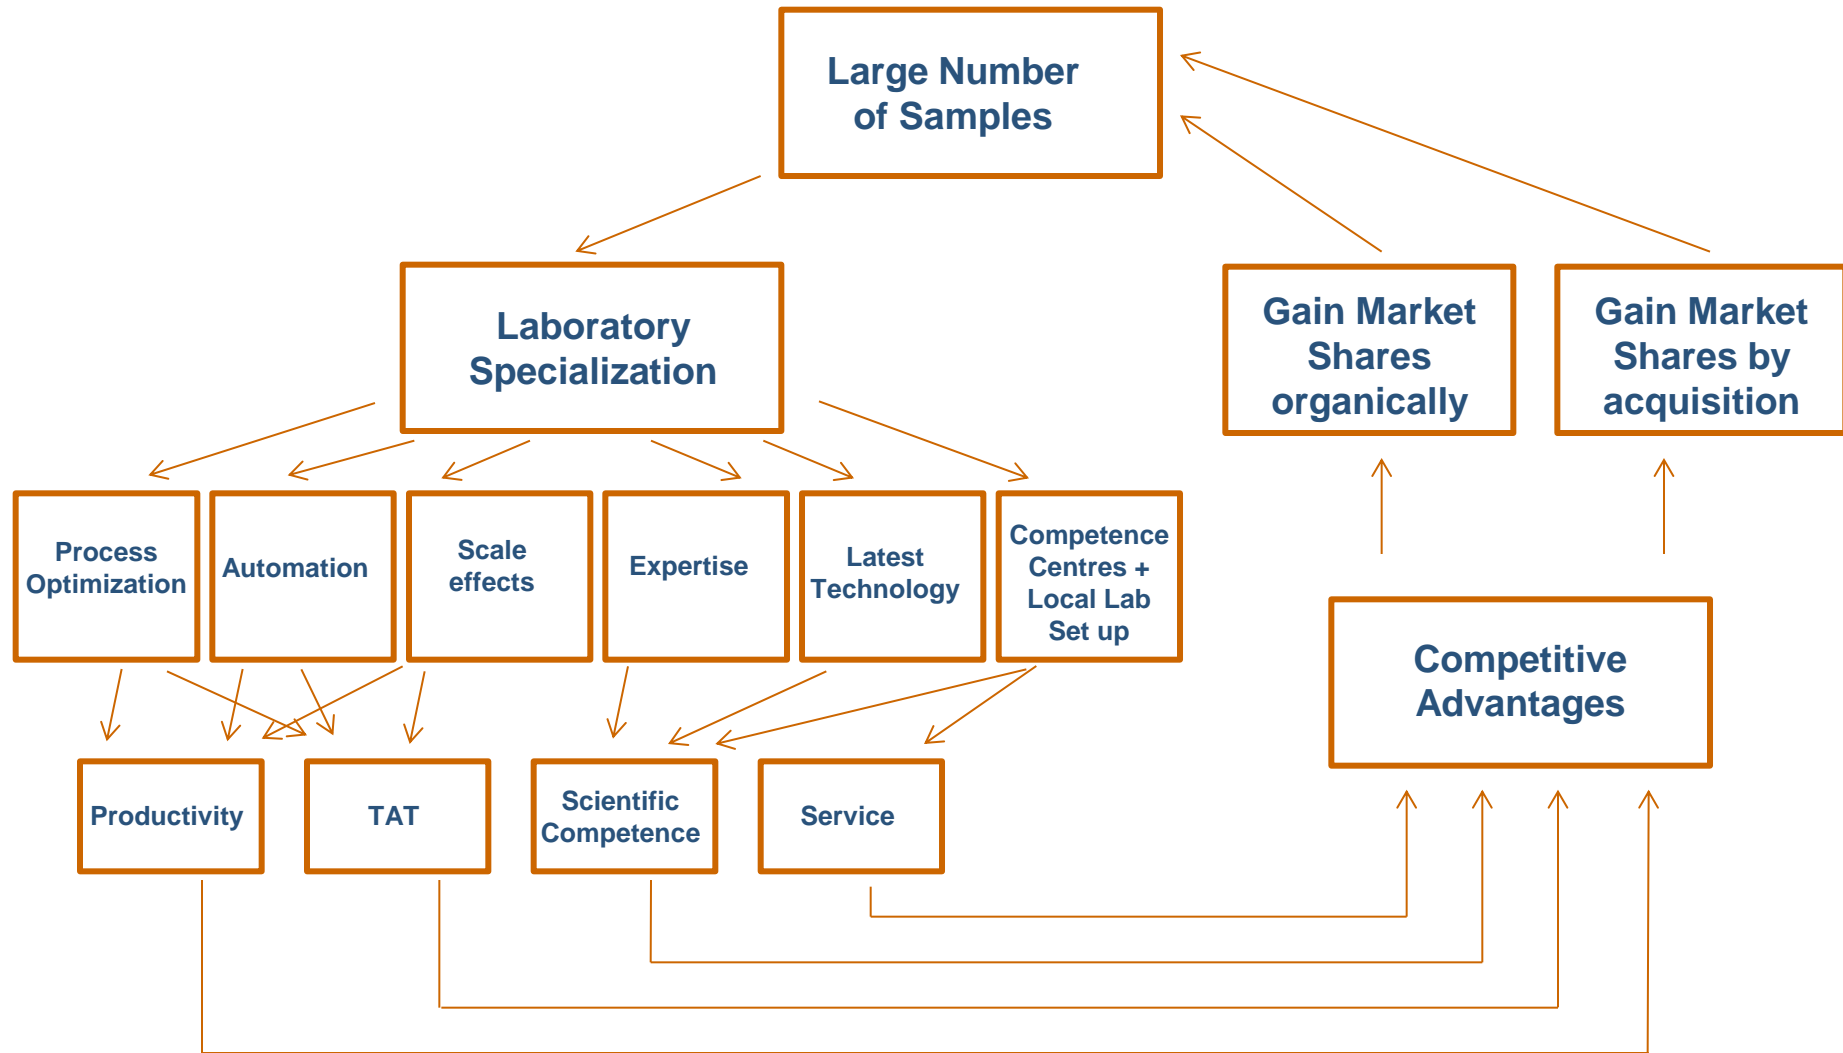 Large Number
of Samples
Laboratory
Specialization
Gain Market
Shares
organically
Gain Market
Shares by
acquisition
Process
Optimization
Automation
Scale
effects
Expertise
Latest
Technology
Competence
Centres +
Local Lab
Set up
Competitive
Advantages
Productivity
TAT
Scientific
Competence
Service